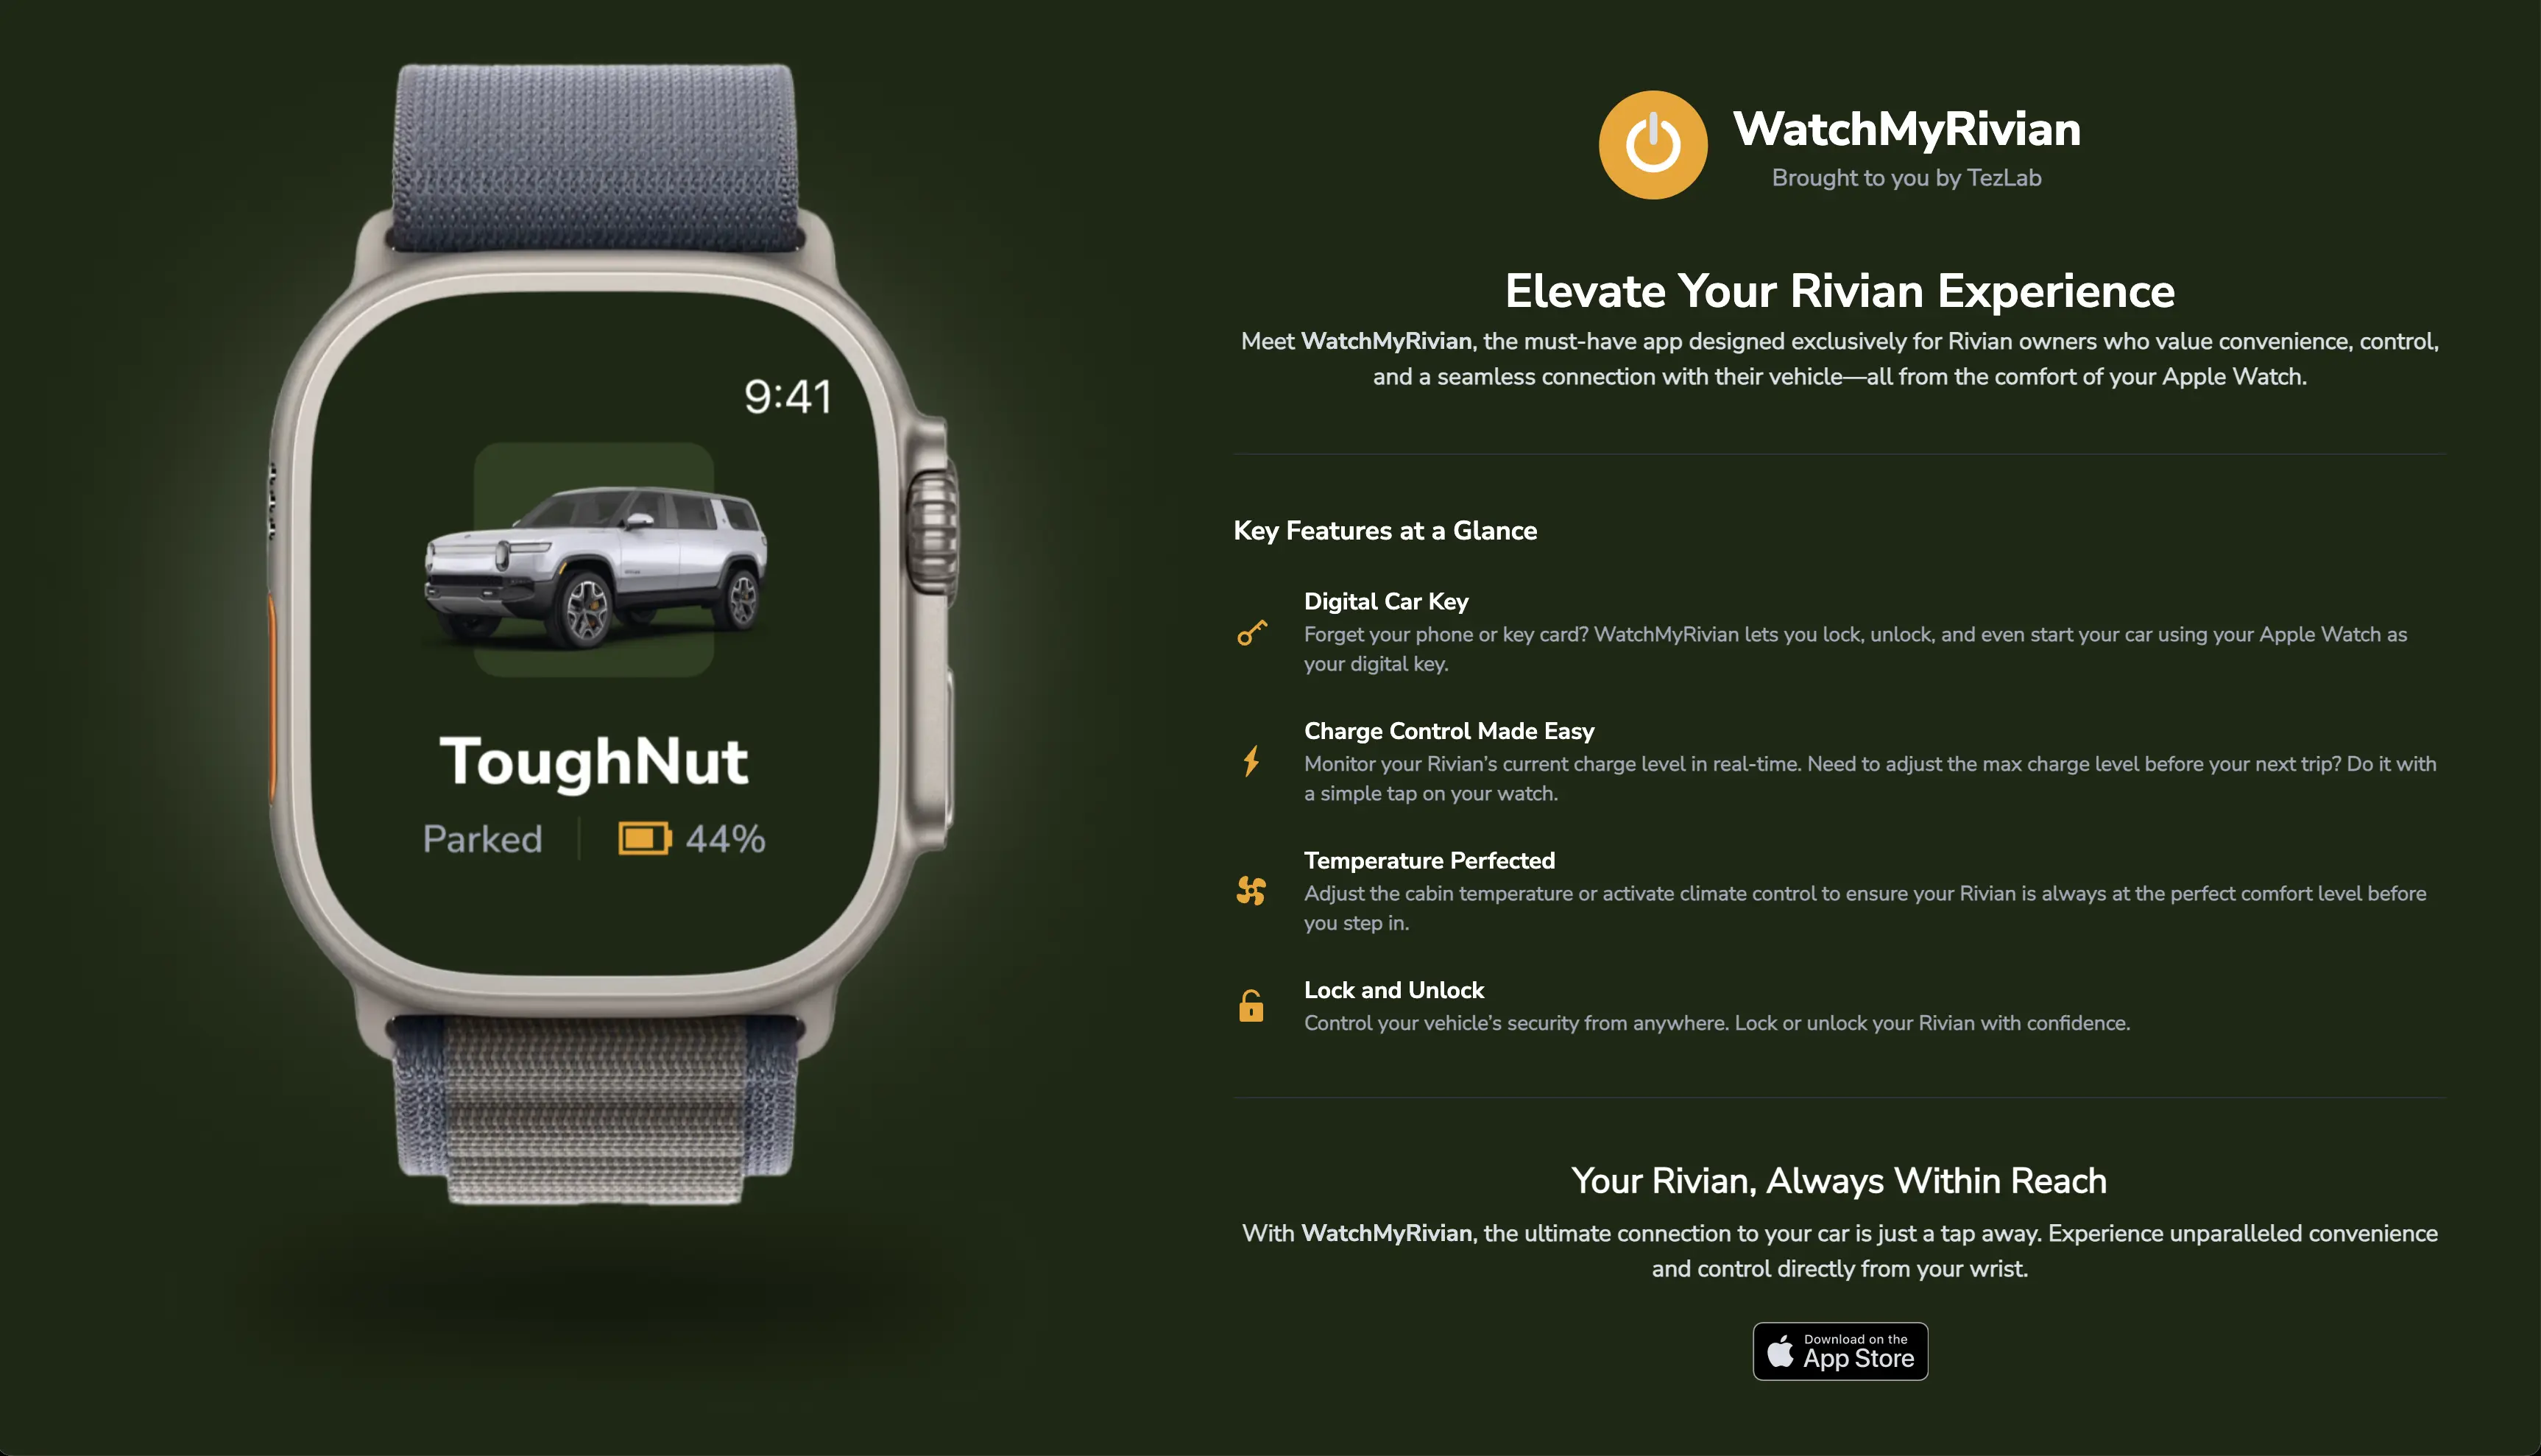 9:41
ToughNut
Parked
44%
WatchMyRivian
Brought to you by TezLab
Elevate Your Rivian Experience
Meet WatchMyRivian, the must-have app designed exclusively for Rivian owners who value convenience, control,
and a seamless connection with their vehicle—all from the comfort of your Apple Watch.
Key Features at a Glance
Digital Car Key
Forget your phone or key card? WatchMyRivian lets you lock, unlock, and even start your car using your Apple Watch as
your digital key.
Charge Control Made Easy
Monitor your Rivian’s current charge level in real-time. Need to adjust the max charge level before your next trip? Do it with
a simple tap on your watch.
Temperature Perfected
Adjust the cabin temperature or activate climate control to ensure your Rivian is always at the perfect comfort level before
you step in.
Lock and Unlock
Control your vehicle’s security from anywhere. Lock or unlock your Rivian with confidence.
Your Rivian, Always Within Reach
With WatchMyRivian, the ultimate connection to your car is just a tap away. Experience unparalleled convenience
and control directly from your wrist.
Download on the
App Store